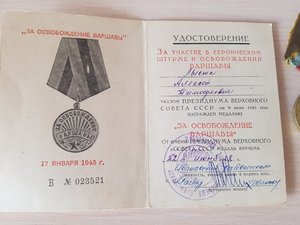 "ЗА ОСВОБОЖДЕНИЕ
ВАРШАВЫ"
17 ЯНВАРЯ 1945 г.
Б № 023521
УДОСТОВЕРЕНИЕ
ЗА УЧАСТИЕ В ГЕРОИЧЕСКОМ
ШТУРМЕ И ОСВОБОЖДЕНИИ
ВАРШАВЫ
Алексей
Тимофеевич
УКАЗОМ ПРЕЗИДИУМА ВЕРХОВНОГО
СОВЕТА СССР ОТ 9 ИЮНЯ 1945 ГОДА
НАГРАЖДЕН МЕДАЛЬЮ
"ЗА ОСВОБОЖДЕНИЕ
ВАРШАВЫ"
ОТ ИМЕНИ ПРЕЗИДИУМА ВЕРХОВНОГО
СОВЕТА СССР МЕДАЛЬ ВРУЧЕНА